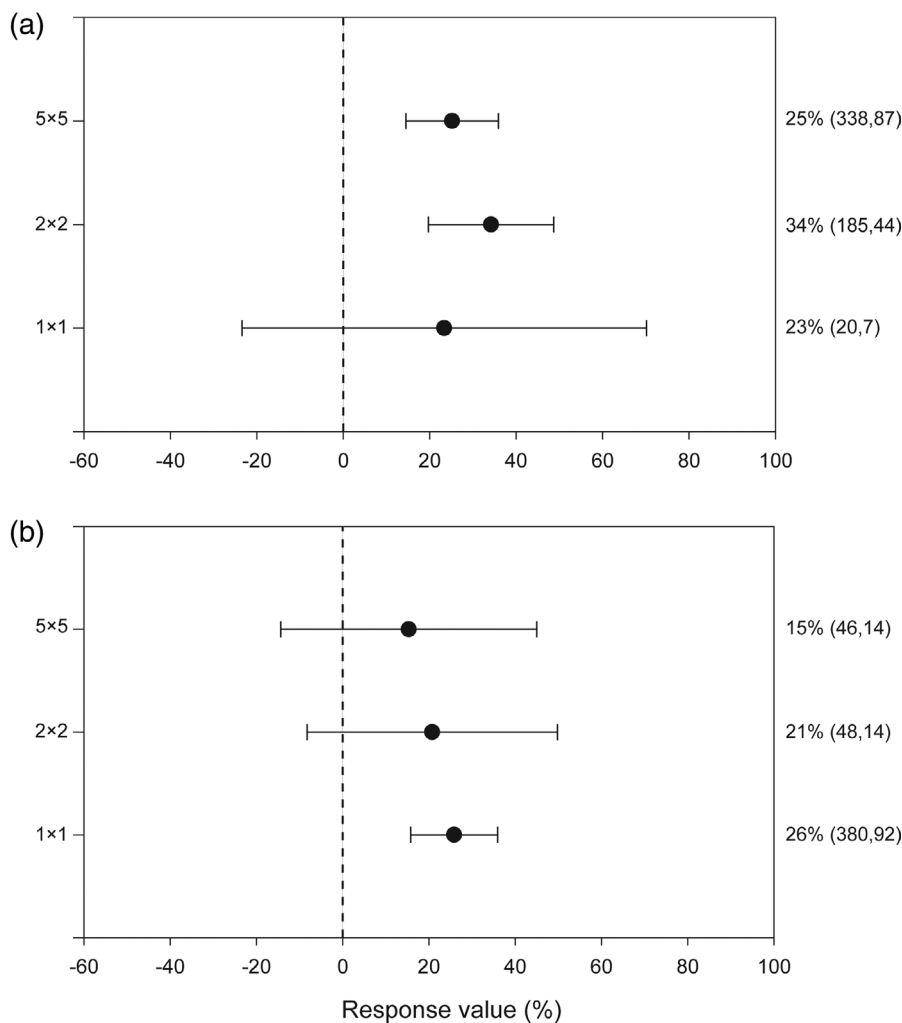 (a)
5×5
25% (338,87)
2×2
34% (185,44)
1×1
23% (20,7)
-60 -40 -20 0 20 40 60 80 100
(b)
5×5
15% (46,14)
2×2
21% (48,14)
1×1
26% (380,92)
-60 -40 -20 0 20 40 60 80 100
Response value (%)